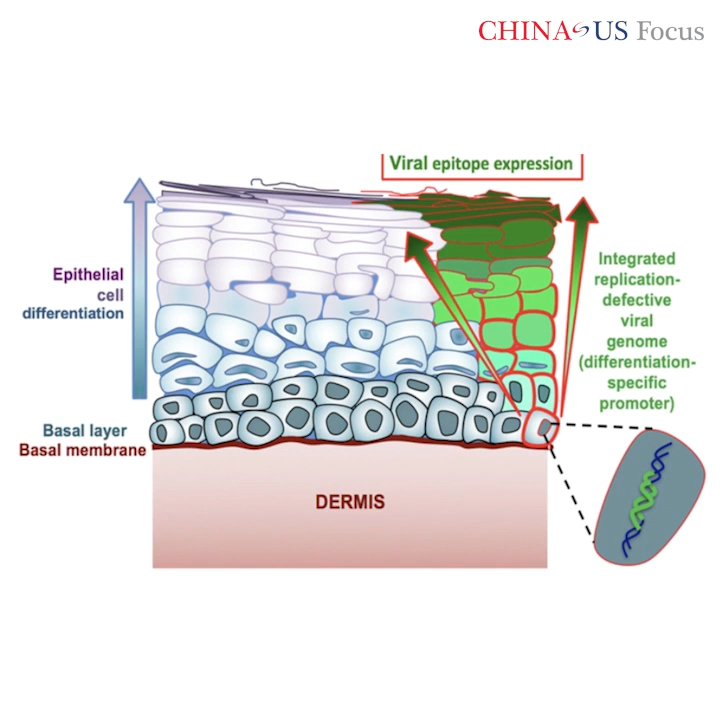 CHINA US Focus
Viral epitope expression
Epithelial
cell
differentiation
Integrated
replication-
defective
viral
genome
(differentiation-
specific
promoter)
Basal layer
Basal membrane
DERMIS